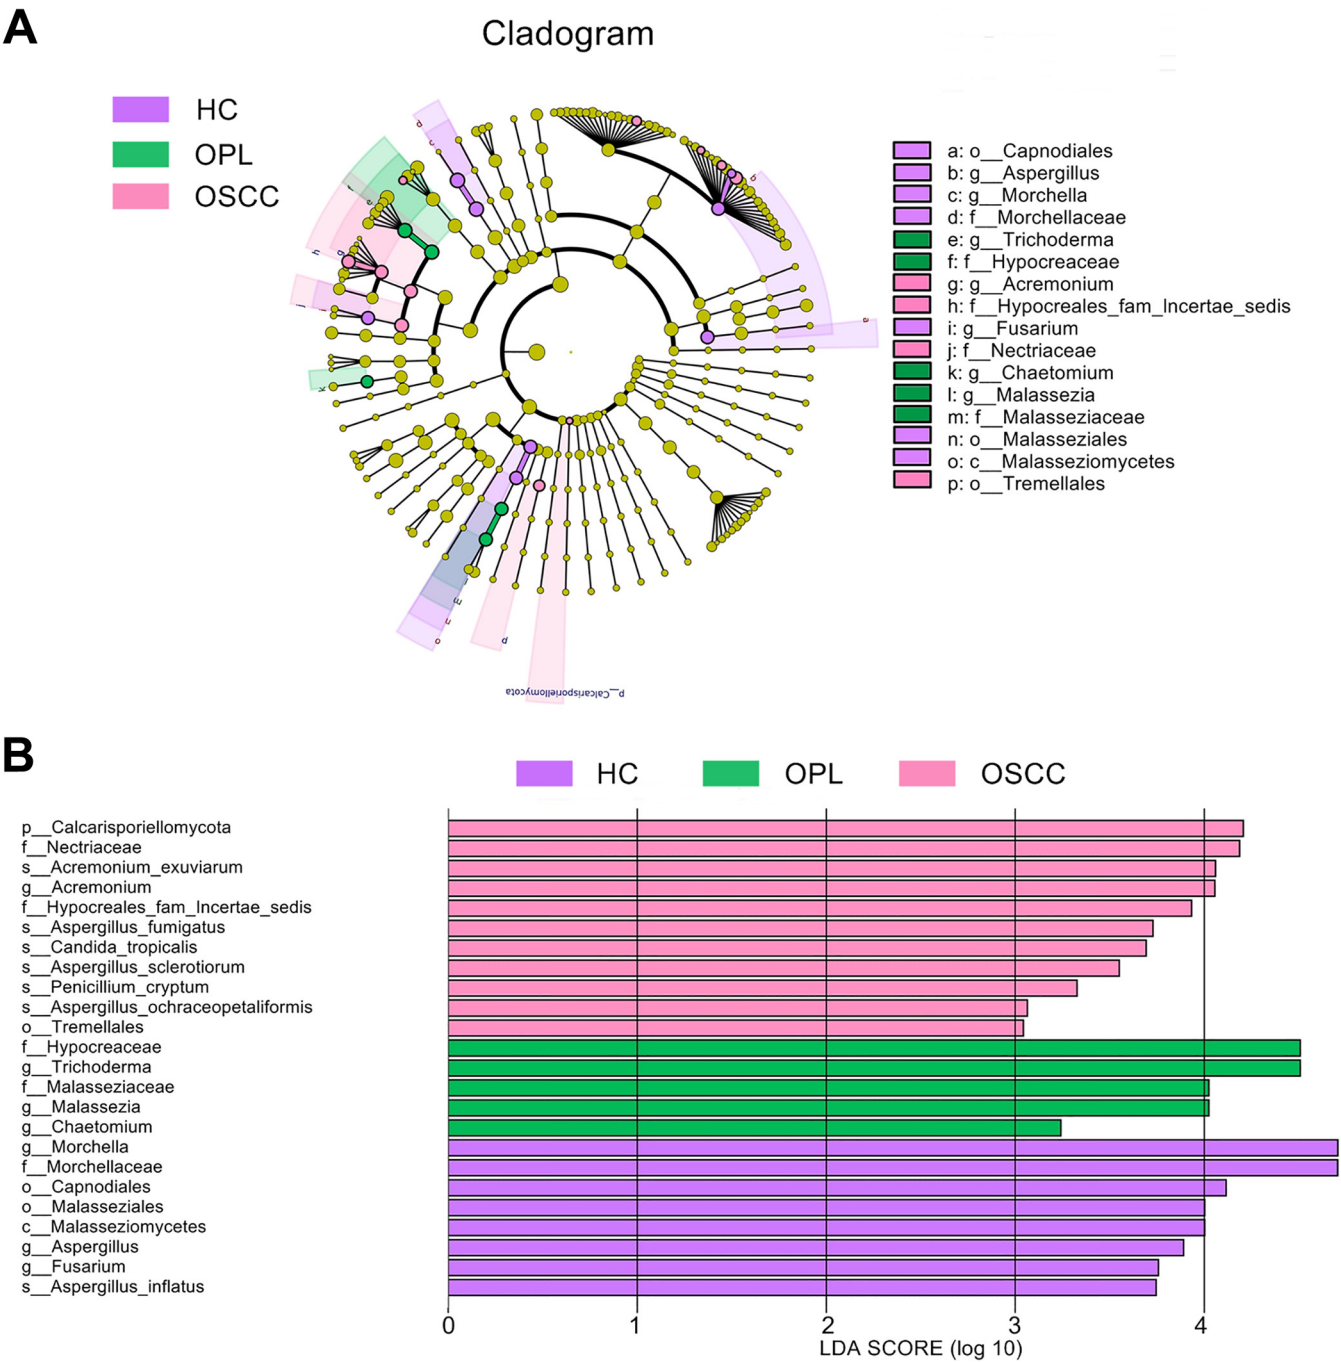 A
Cladogram
HC
OPL
OSCC
a: o__Capnodiales
b: g__Aspergillus
c: g__Morchella
d: f__Morchellaceae
e: g__Trichoderma
f: f__Hypocreaceae
g: g__Acremonium
h: f__Hypocreales_fam_Incertae_sedis
i: g__Fusarium
j: f__Nectriaceae
k: g__Chaetomium
l: g__Malassezia
m: f__Malasseziaceae
n: o__Malasseziales
o: c__Malasseziomycetes
p: o__Tremellales
d
c
b
a
f
e
h
g
j
i
k
m
n
o
p
p__Calcarisporiellomycota
B
HC OPL OSCC
p__Calcarisporiellomycota
f__Nectriaceae
s__Acremonium_exuviarum
g__Acremonium
f__Hypocreales_fam_Incertae_sedis
s__Aspergillus_fumigatus
s__Candida_tropicalis
s__Aspergillus_sclerotiorum
s__Penicillium_cryptum
s__Aspergillus_ochraceopetaliformis
o__Tremellales
f__Hypocreaceae
g__Trichoderma
f__Malasseziaceae
g__Malassezia
g__Chaetomium
g__Morchella
f__Morchellaceae
o__Capnodiales
o__Malasseziales
c__Malasseziomycetes
g__Aspergillus
g__Fusarium
s__Aspergillus_inflatus
0 1 2 3 4
LDA SCORE (log 10)